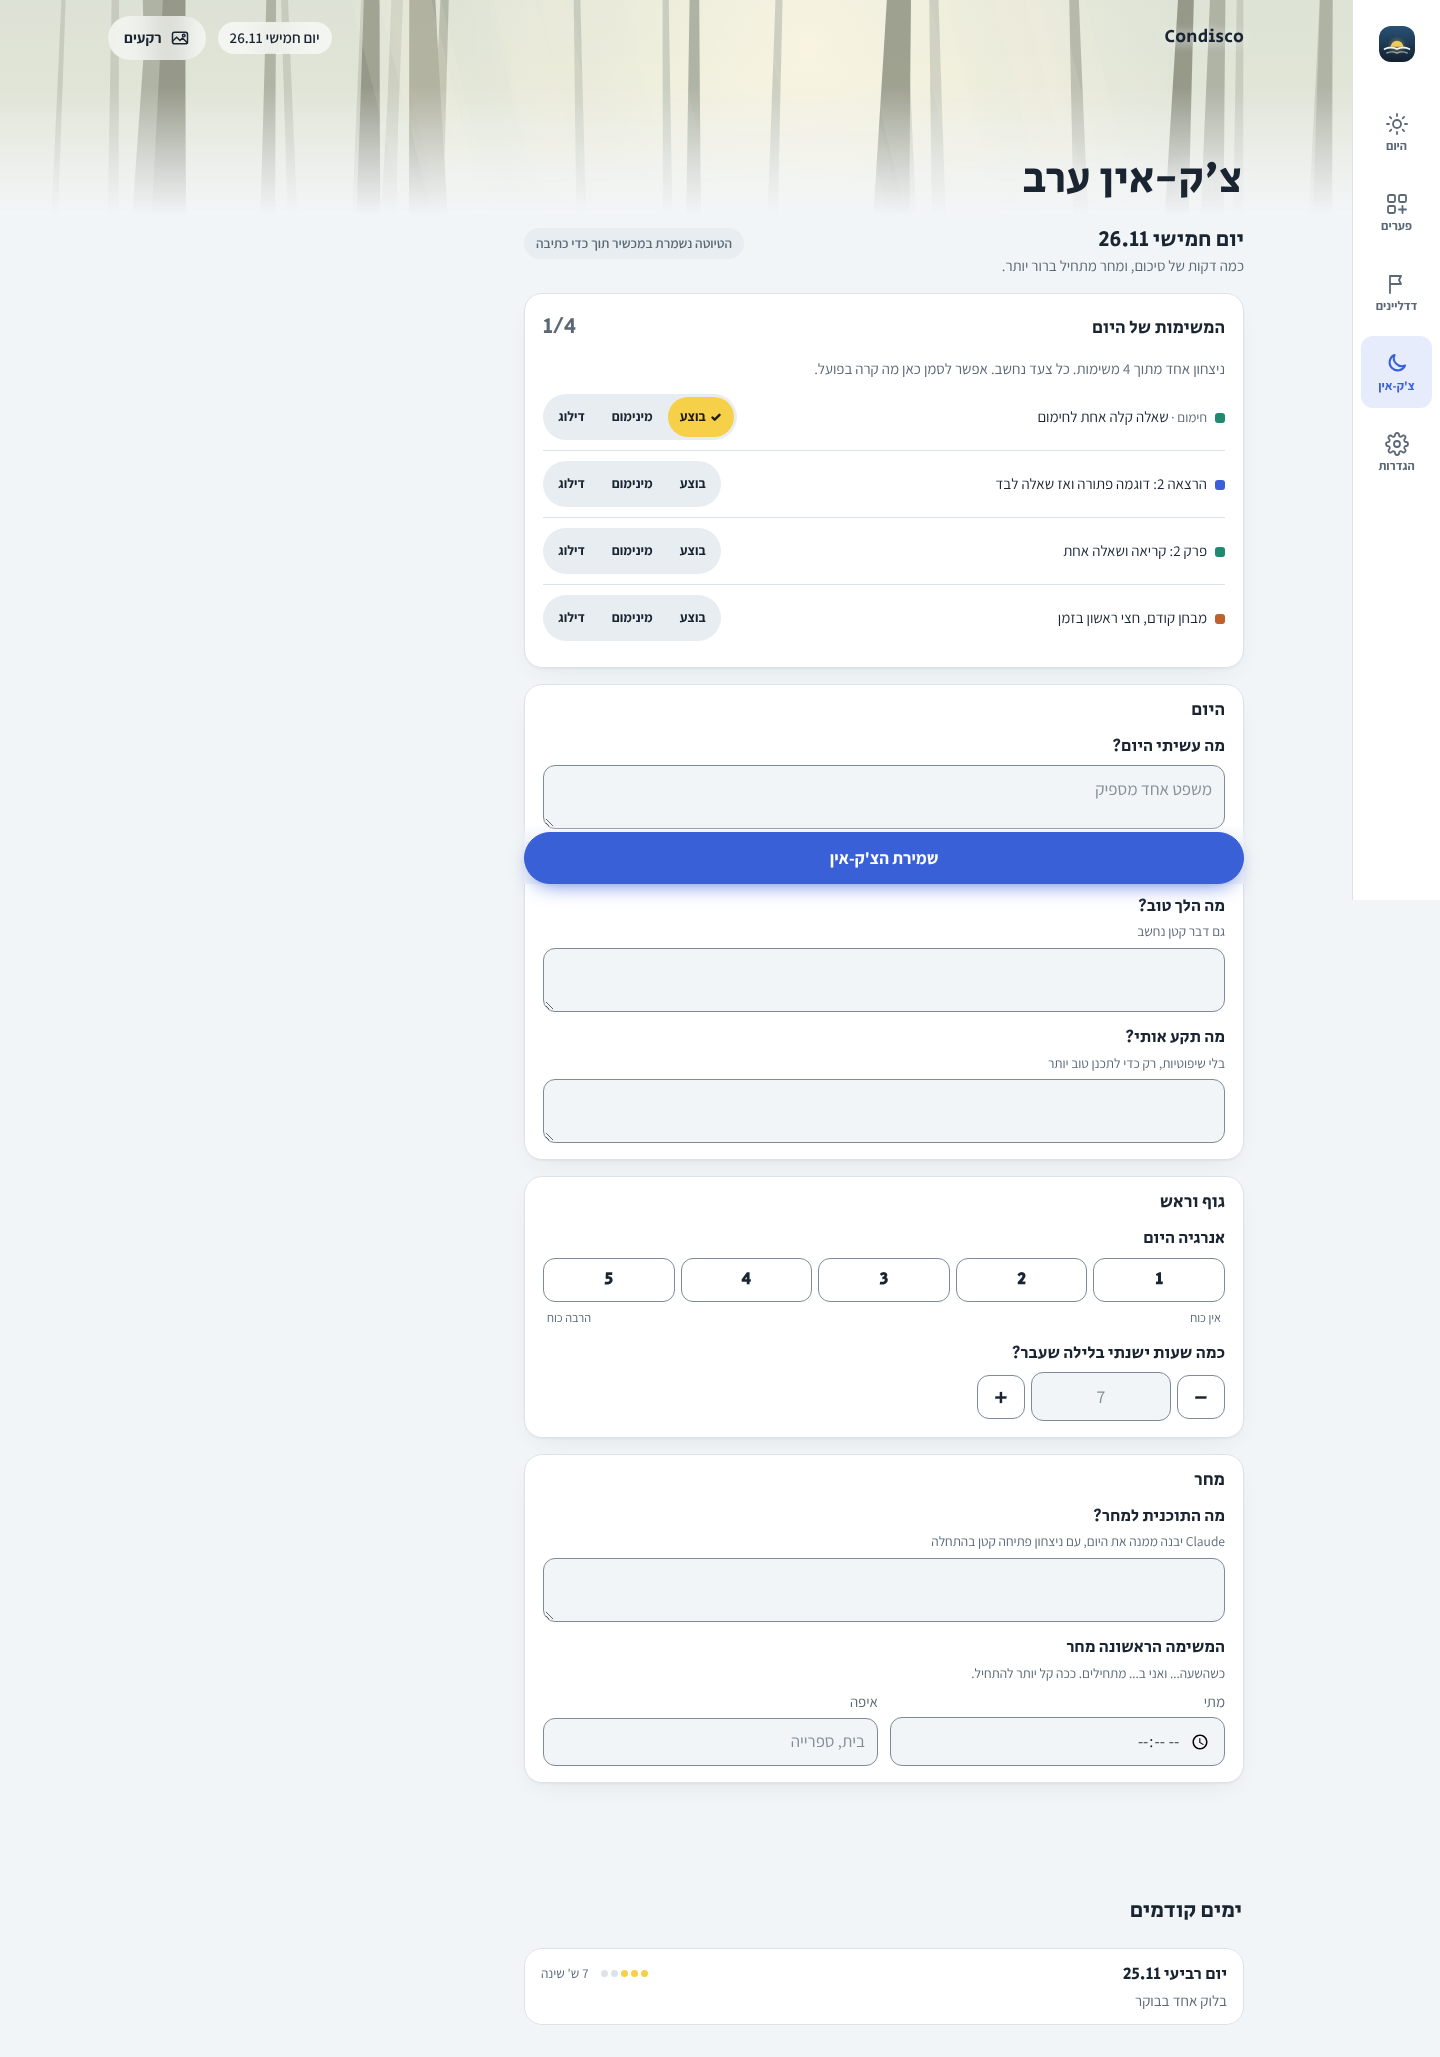 Condisco
יום חמישי 26.11
רקעים
היום
פערים
דדליינים
צ'ק-אין
הגדרות
צ'ק-אין ערב
יום חמישי 26.11
הטיוטה נשמרת במכשיר תוך כדי כתיבה
כמה דקות של סיכום, ומחר מתחיל ברור יותר.
המשימות של היום
1/4
ניצחון אחד מתוך 4 משימות. כל צעד נחשב. אפשר לסמן כאן מה קרה בפועל.
חימום · שאלה קלה אחת לחימום
✓ בוצע מינימום דילוג
הרצאה 2: דוגמה פתורה ואז שאלה לבד
בוצע מינימום דילוג
פרק 2: קריאה ושאלה אחת
בוצע מינימום דילוג
מבחן קודם, חצי ראשון בזמן
בוצע מינימום דילוג
היום
מה עשיתי היום?
משפט אחד מספיק
שמירת הצ'ק-אין
מה הלך טוב?
גם דבר קטן נחשב
מה תקע אותי?
בלי שיפוטיות, רק כדי לתכנן טוב יותר
גוף וראש
אנרגיה היום
1 2 3 4 5
אין כוח
הרבה כוח
כמה שעות ישנתי בלילה שעבר?
− 7 +
מחר
מה התוכנית למחר?
Claude יבנה ממנה את היום, עם ניצחון פתיחה קטן בהתחלה
המשימה הראשונה מחר
כשהשעה... ואני ב... מתחילים. ככה קל יותר להתחיל.
מתי
איפה
--:-- --
בית, ספרייה
ימים קודמים
יום רביעי 25.11
7 ש' שינה
בלוק אחד בבוקר